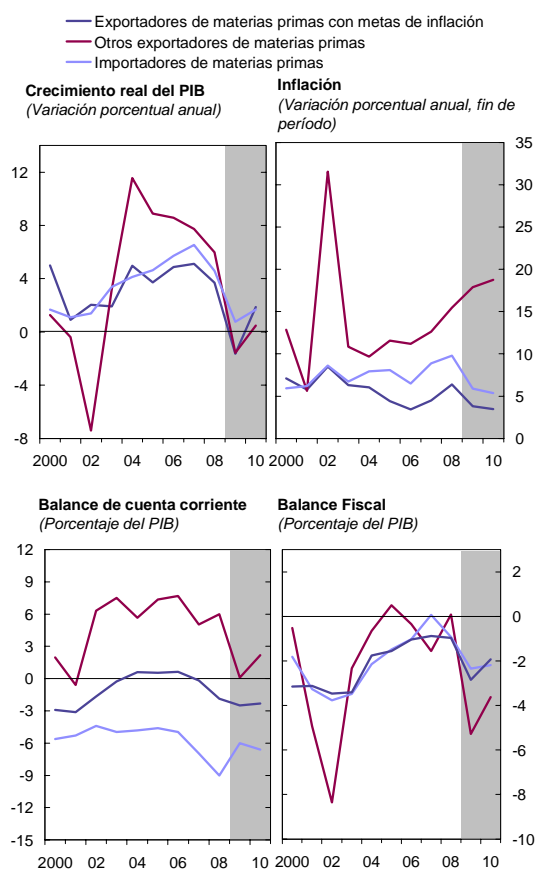 Exportadores de materias primas con metas de inflación
Otros exportadores de materias primas
Importadores de materias primas
Crecimiento real del PIB
(Variación porcentual anual)
12
8
4
0
-4
-8
2000 02 04 06 08 10
Inflación
(Variación porcentual anual, fin de
período)
35
30
25
20
15
10
5
0
2000 02 04 06 08 10
Balance de cuenta corriente
(Porcentaje del PIB)
12
9
6
3
0
-3
-6
-9
-12
-15
2000 02 04 06 08 10
Balance Fiscal
(Porcentaje del PIB)
2
0
-2
-4
-6
-8
-10
2000 02 04 06 08 10